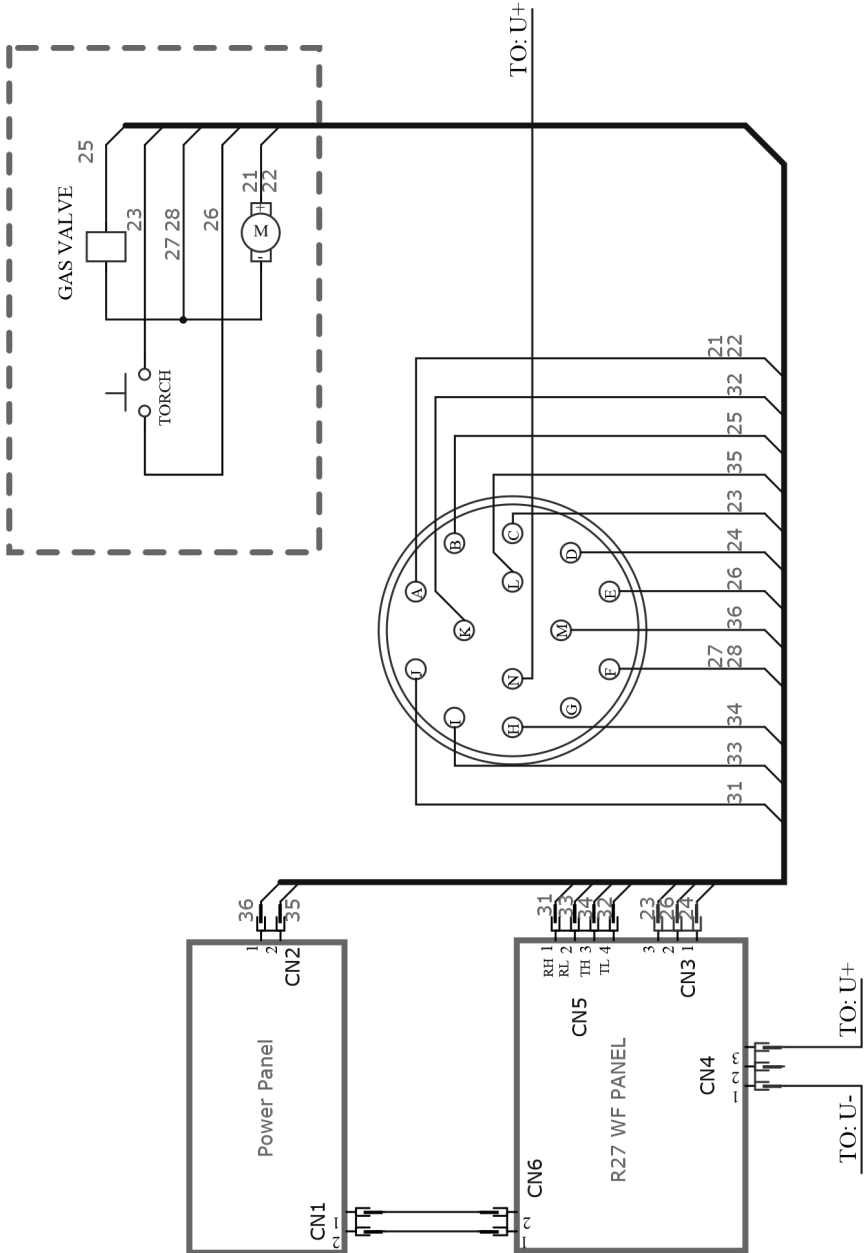 TO: U+
25
GAS VALVE
23
27 28
26
21
22
+
M
-
TORCH
21
22
32
25
35
23
24
26
36
27
28
34
33
31
A
B
C
D
E
F
G
H
I
J
K
L
M
N
36
35
1
2
CN2
Power Panel
CN1
1
2
31
33
34
32
23
26
24
RH 1
RL 2
TH 3
TL 4
3
2
1
CN5
CN3
R27 WF PANEL
CN4
3
2
1
CN6
2
1
TO: U+
TO: U-